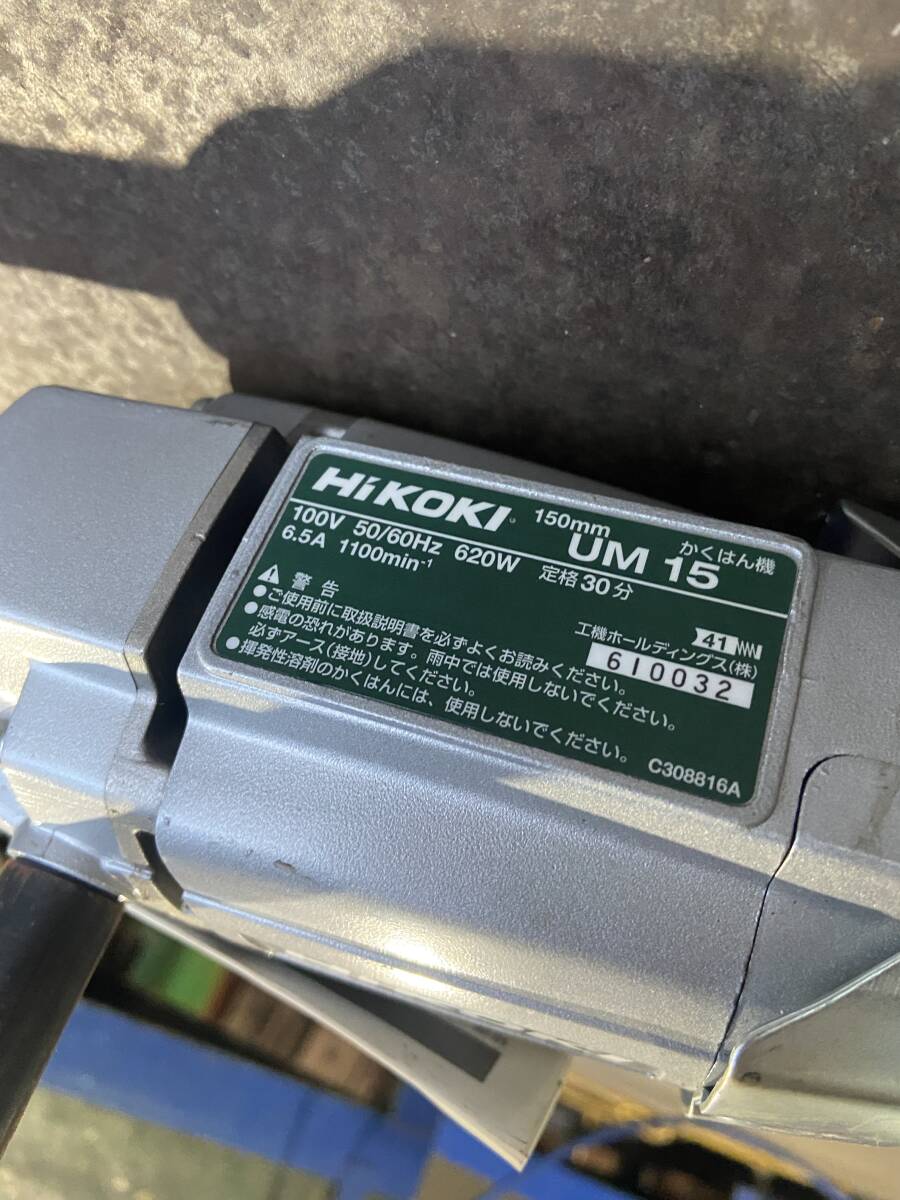 HiKOKI 150mm かくはん機
UM 15
100V 50/60Hz 620W 定格30分
6.5A 1100min-1
警告
●ご使用前に取扱説明書を必ずよくお読みください。
●感電の恐れがあります。雨中では使用しないでください。
必ずアース(接地)してください。
●揮発性溶剤のかくはんには、使用しないでください。
41
工機ホールディングス(株)
610032
C308816A